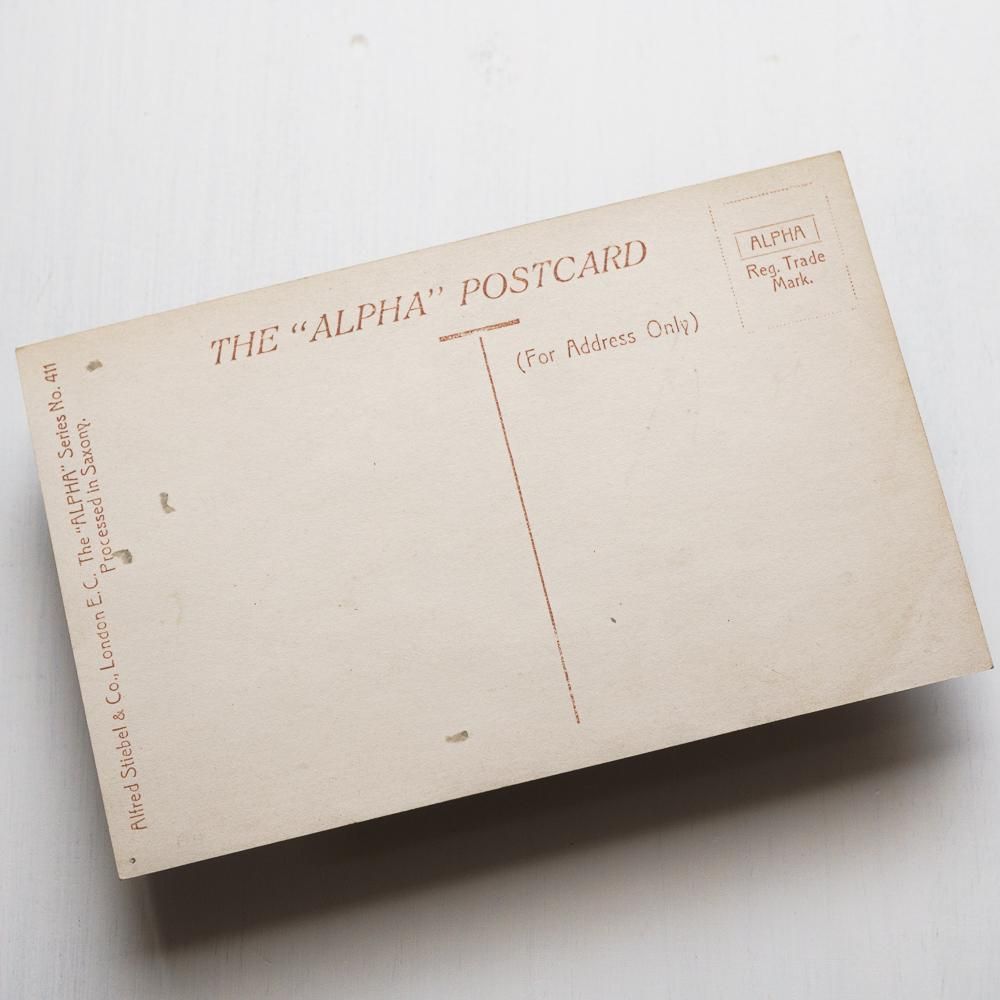 THE “ALPHA” POSTCARD
(For Address Only)
ALPHA
Reg. Trade
Mark.
Alfred Stiebel & Co., London E.C. The “ALPHA” Series No. 411
Processed in Saxony.